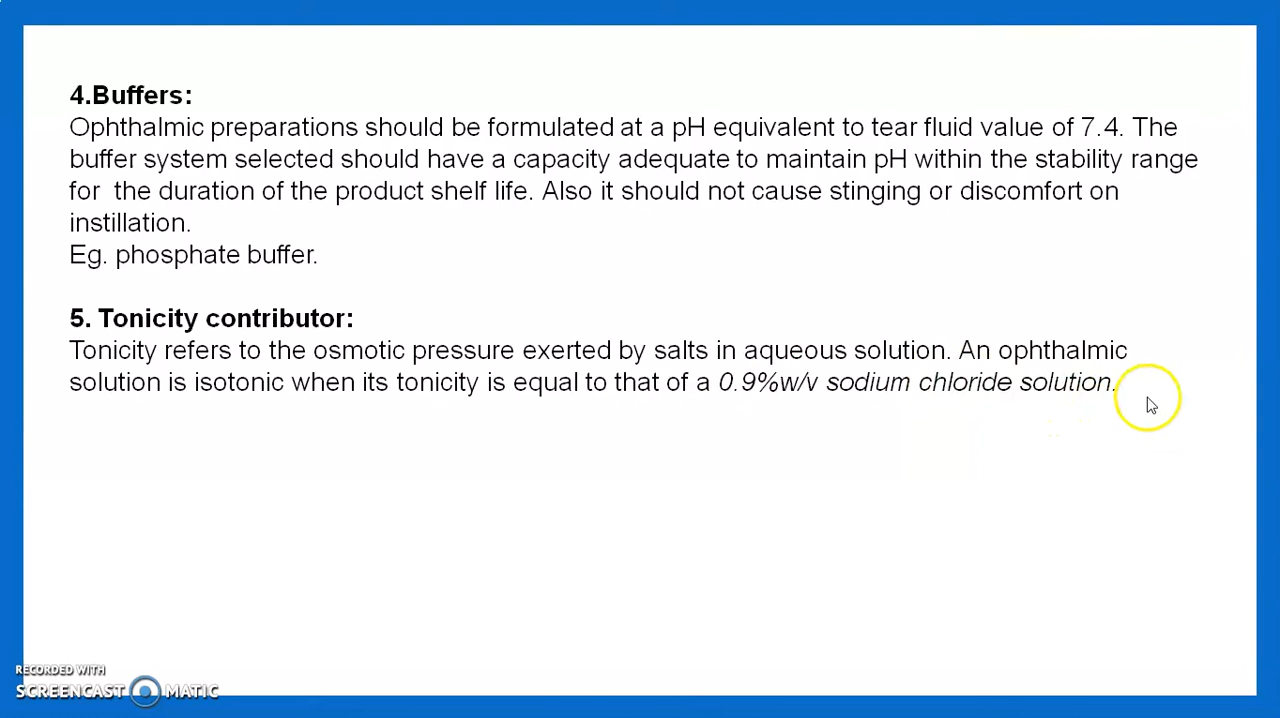 4.Buffers:
Ophthalmic preparations should be formulated at a pH equivalent to tear fluid value of 7.4. The
buffer system selected should have a capacity adequate to maintain pH within the stability range
for  the duration of the product shelf life. Also it should not cause stinging or discomfort on
instillation.
Eg. phosphate buffer.
5. Tonicity contributor:
Tonicity refers to the osmotic pressure exerted by salts in aqueous solution. An ophthalmic
solution is isotonic when its tonicity is equal to that of a 0.9%w/v sodium chloride solution.
RECORDED WITH
SCREENCAST MATIC